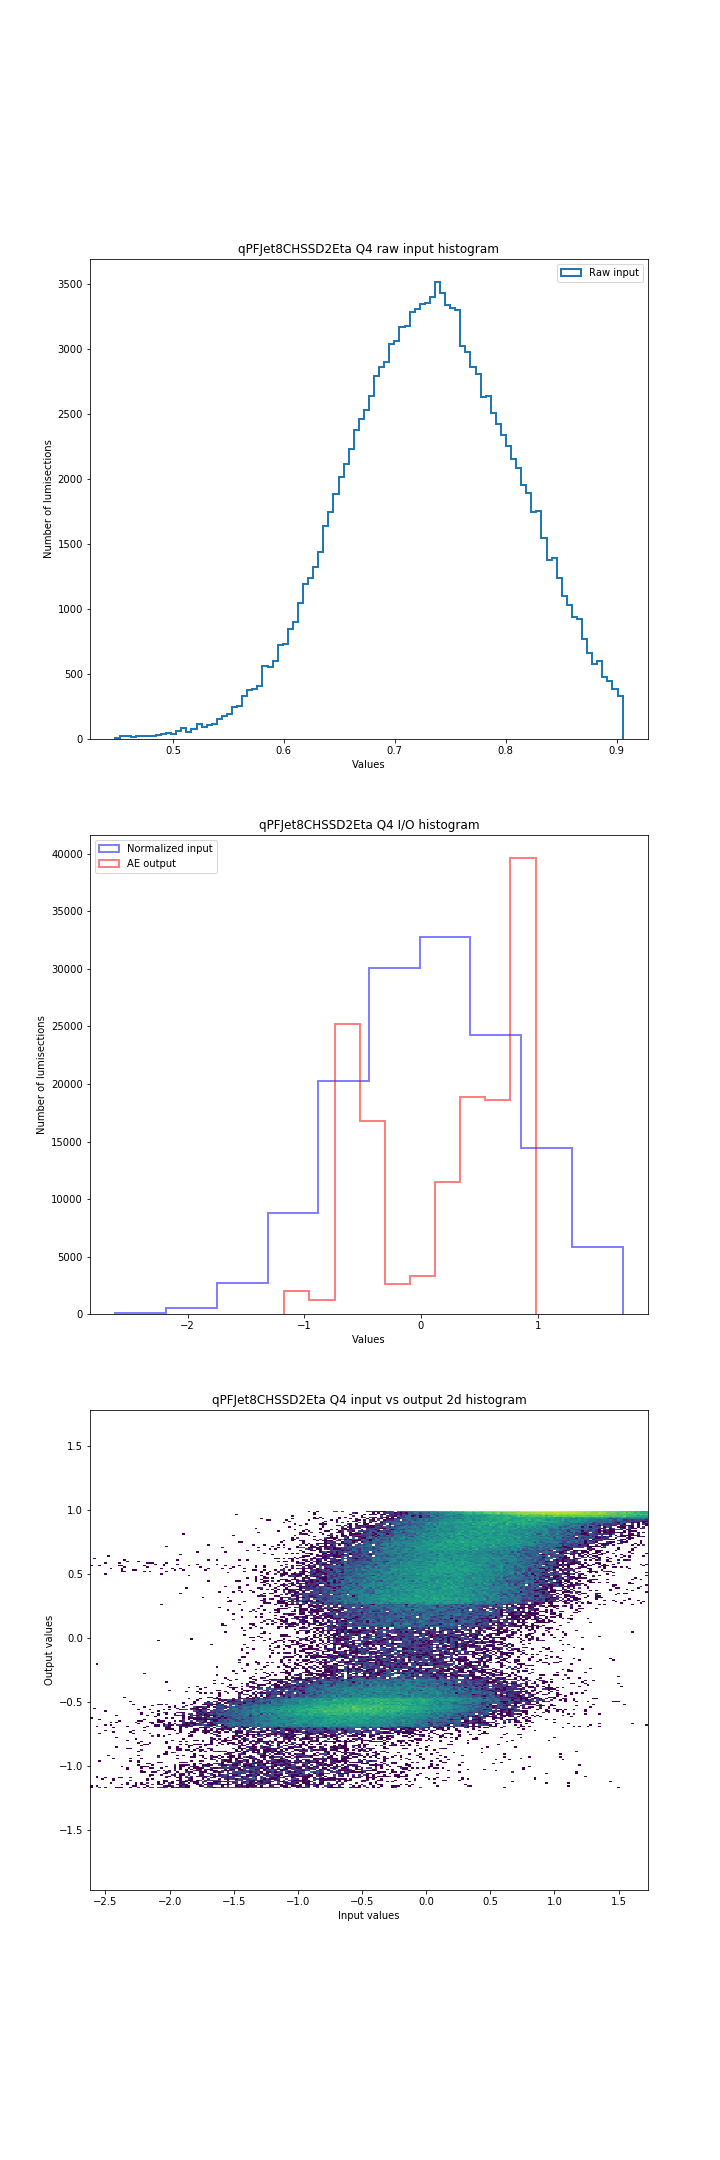 qPFJet8CHSSD2Eta Q4 raw input histogram
Raw input
3500
3000
2500
2000
1500
1000
500
0
Number of lumisections
0.5 0.6 0.7 0.8 0.9
Values
qPFJet8CHSSD2Eta Q4 I/O histogram
Normalized input
AE output
40000
35000
30000
25000
20000
15000
10000
5000
0
Number of lumisections
−2 −1 0 1
Values
qPFJet8CHSSD2Eta Q4 input vs output 2d histogram
1.5
1.0
0.5
0.0
−0.5
−1.0
−1.5
Output values
−2.5 −2.0 −1.5 −1.0 −0.5 0.0 0.5 1.0 1.5
Input values